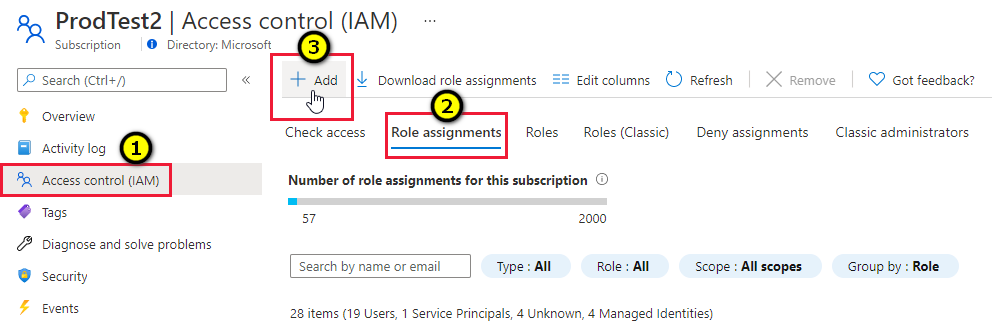 ProdTest2 | Access control (IAM) ...
Subscription Directory: Microsoft
3
Search (Ctrl+/) «
+ Add Download role assignments Edit columns Refresh Remove Got feedback?
2
Overview
Check access Role assignments Roles Roles (Classic) Deny assignments Classic administrators
Activity log
1
Access control (IAM)
Number of role assignments for this subscription
Tags
57 2000
Diagnose and solve problems
Search by name or email Type : All Role : All Scope : All scopes Group by : Role
Security
Events
28 items (19 Users, 1 Service Principals, 4 Unknown, 4 Managed Identities)